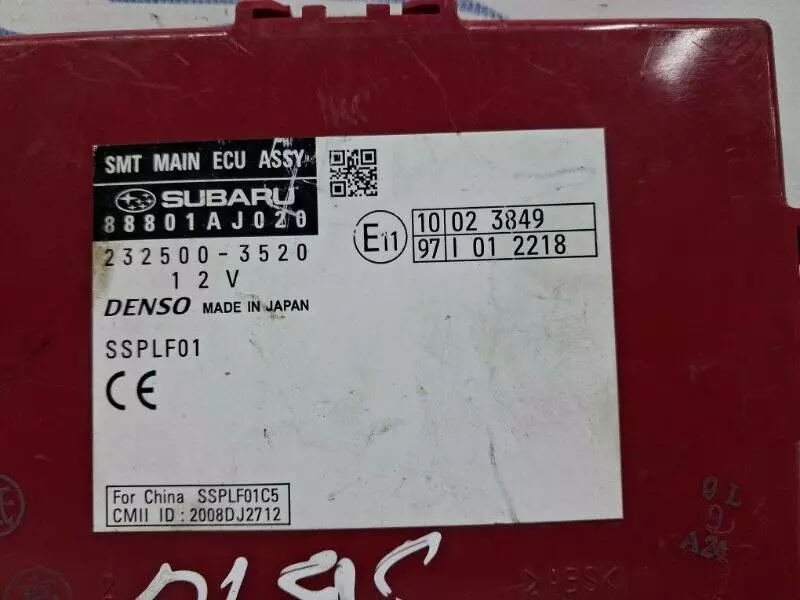 SMT MAIN ECU ASSY
SUBARU
88801AJ020
232500-3520
12V
DENSO MADE IN JAPAN
SSPLF01
CE
E11
10 02 3849
97 I 01 2218
For China SSPLF01C5
CMII ID : 2008DJ2712
>ABS<